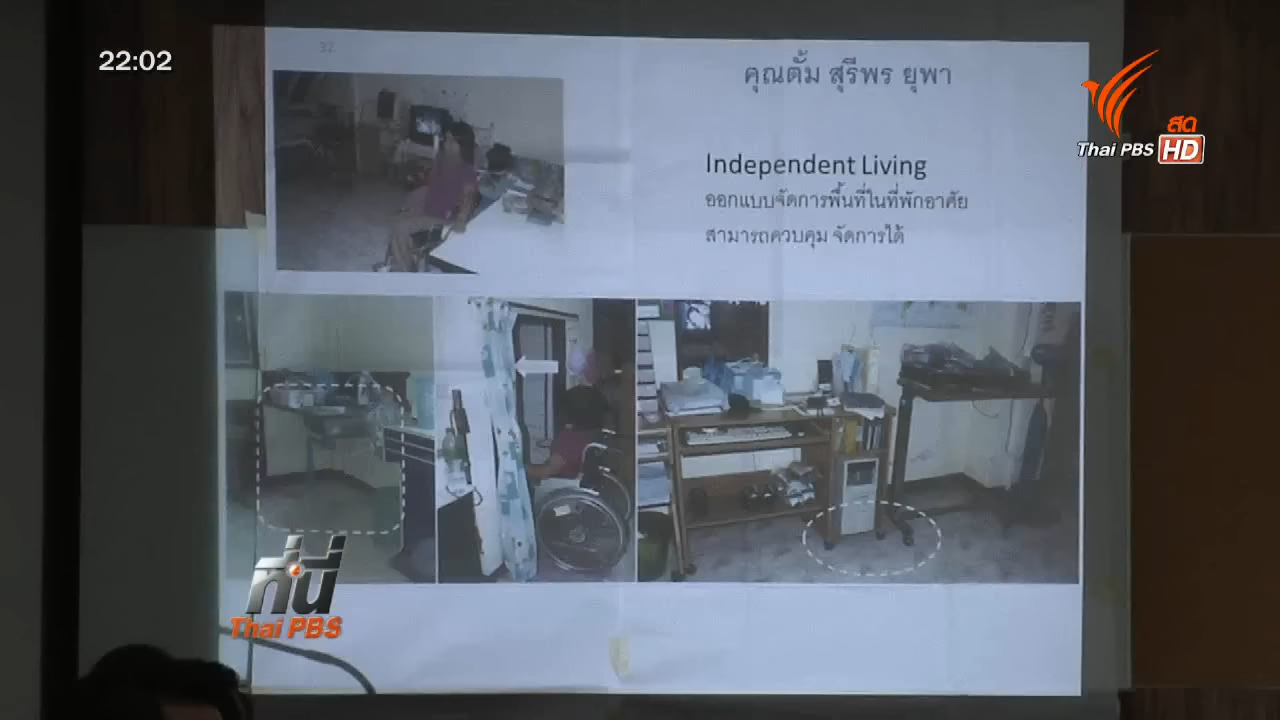 22:02
32
คุณตั้ม สุรีพร ยุพา
สด
Thai PBS HD
Independent Living
ออกแบบจัดการพื้นที่ในที่พักอาศัย
สามารถควบคุม จัดการได้
ที่นี่
Thai PBS